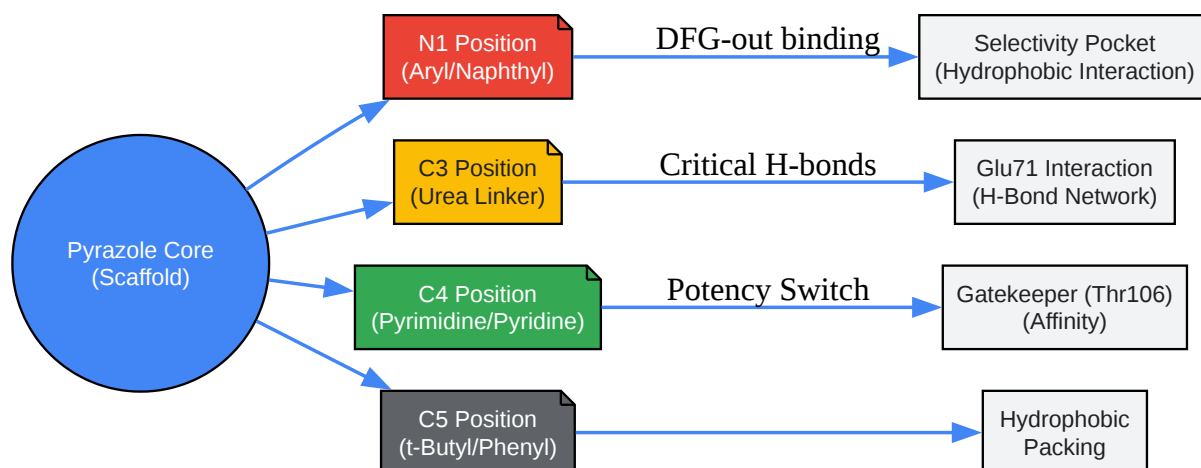 Pyrazole Core
(Scaffold)
N1 Position
(Aryl/Naphthyl)
DFG-out binding
Selectivity Pocket
(Hydrophobic Interaction)
C3 Position
(Urea Linker)
Critical H-bonds
Glu71 Interaction
(H-Bond Network)
C4 Position
(Pyrimidine/Pyridine)
Potency Switch
Gatekeeper (Thr106)
(Affinity)
C5 Position
(t-Butyl/Phenyl)
Hydrophobic
Packing